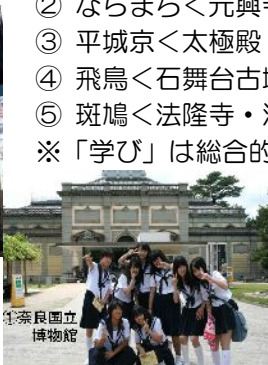 ② ならまち<元興寺
③ 平城京<太極殿
④ 飛鳥<石舞台古墳
⑤ 斑鳩<法隆寺・
※「学び」は総合的
①奈良国立
博物館